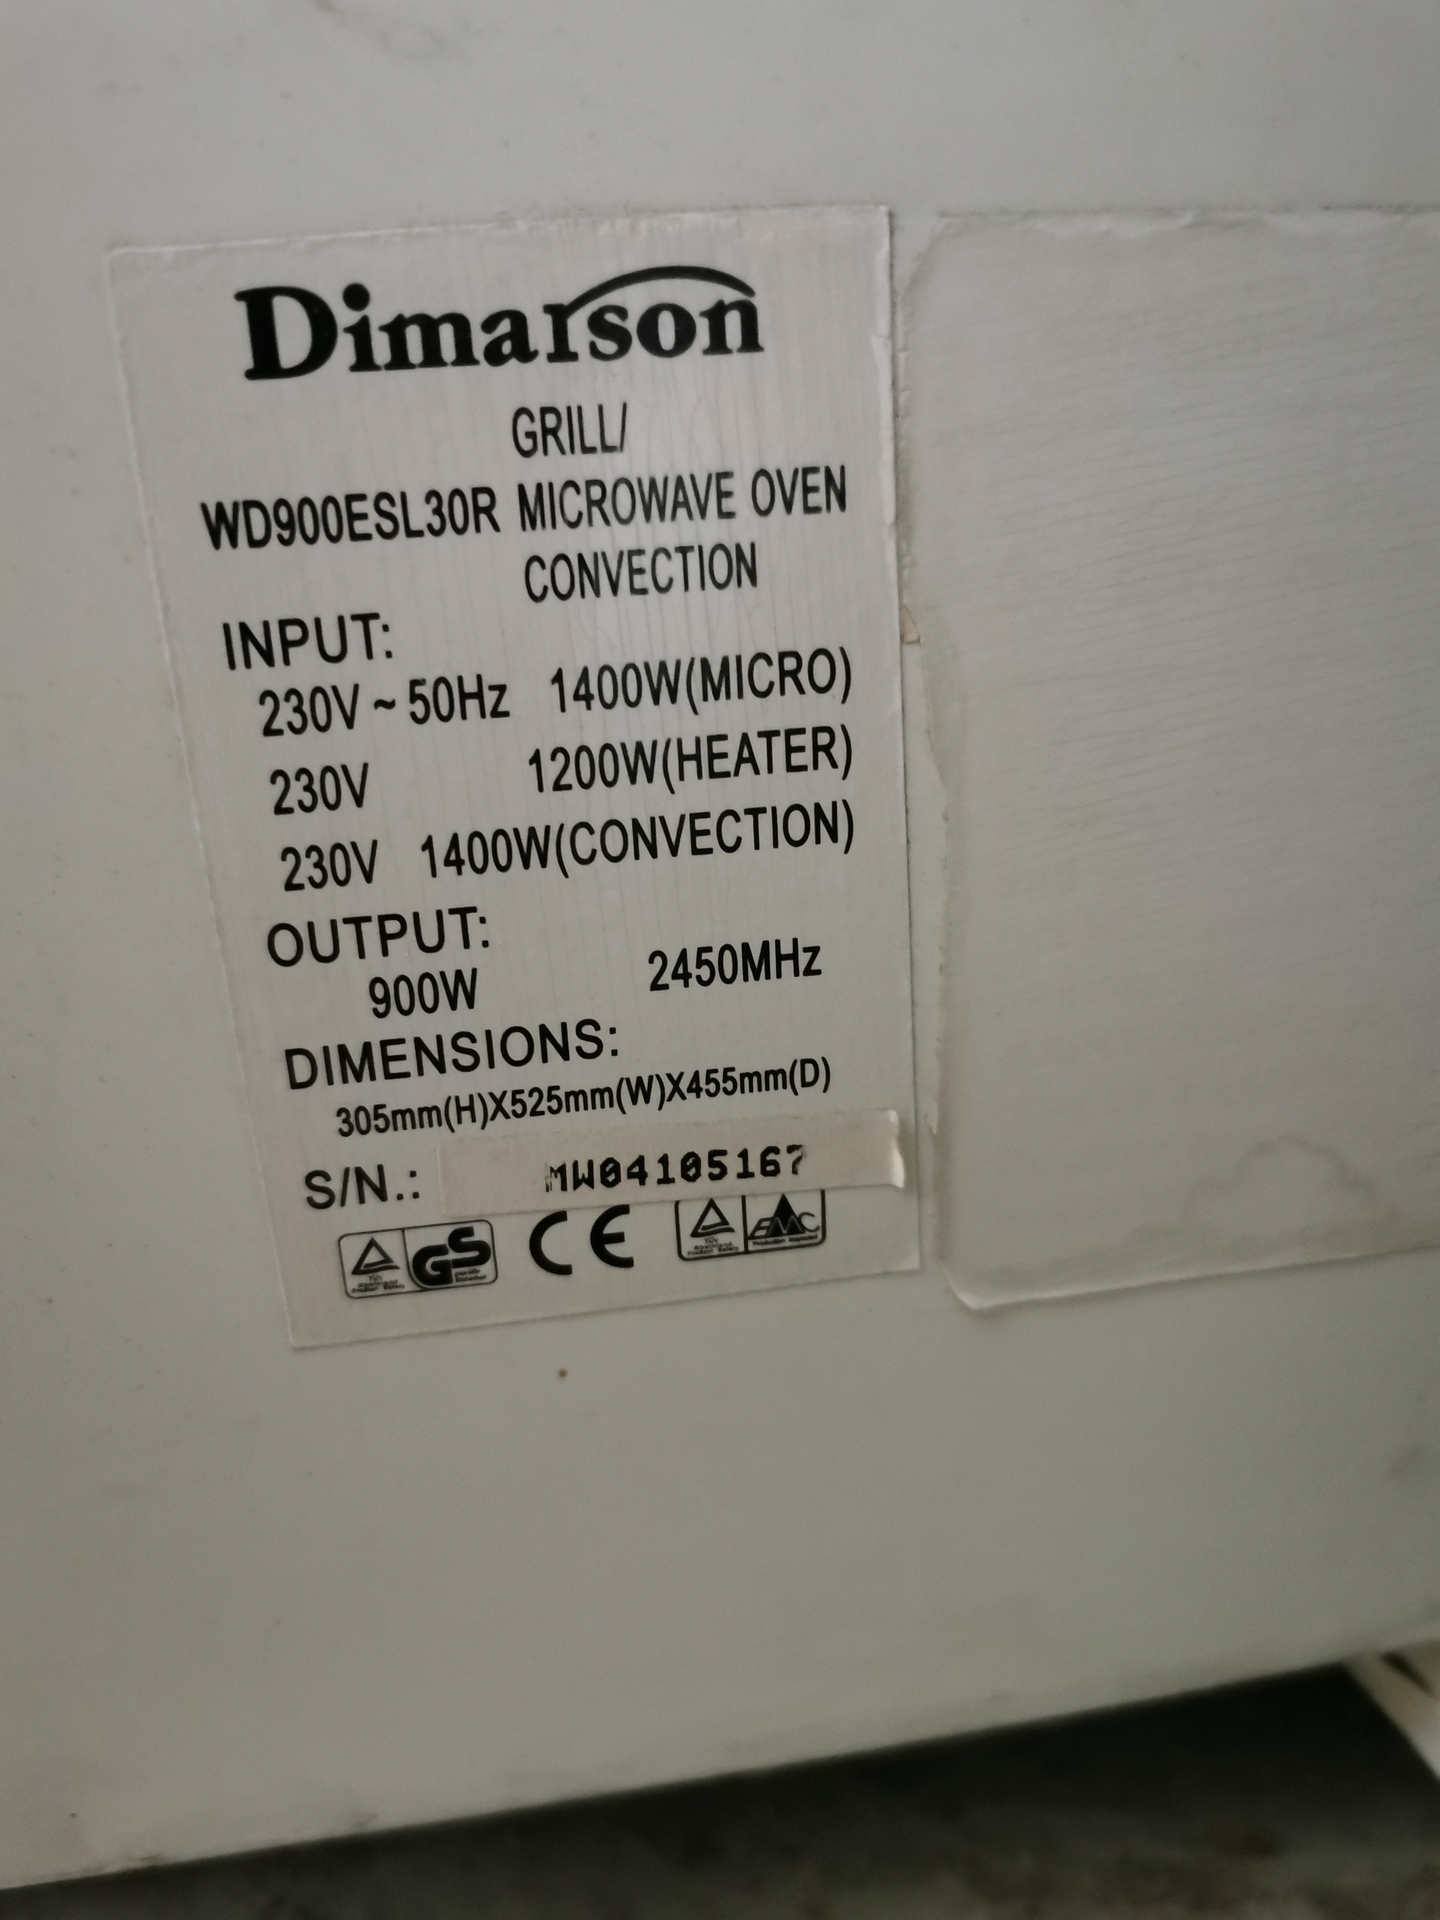 Dimarson
GRILL/
WD900ESL30R MICROWAVE OVEN
CONVECTION
INPUT:
230V ~ 50Hz 1400W(MICRO)
230V 1200W(HEATER)
230V 1400W(CONVECTION)
OUTPUT:
900W 2450MHz
DIMENSIONS:
305mm(H)X525mm(W)X455mm(D)
S/N.: MW04105167
GS CE EMC